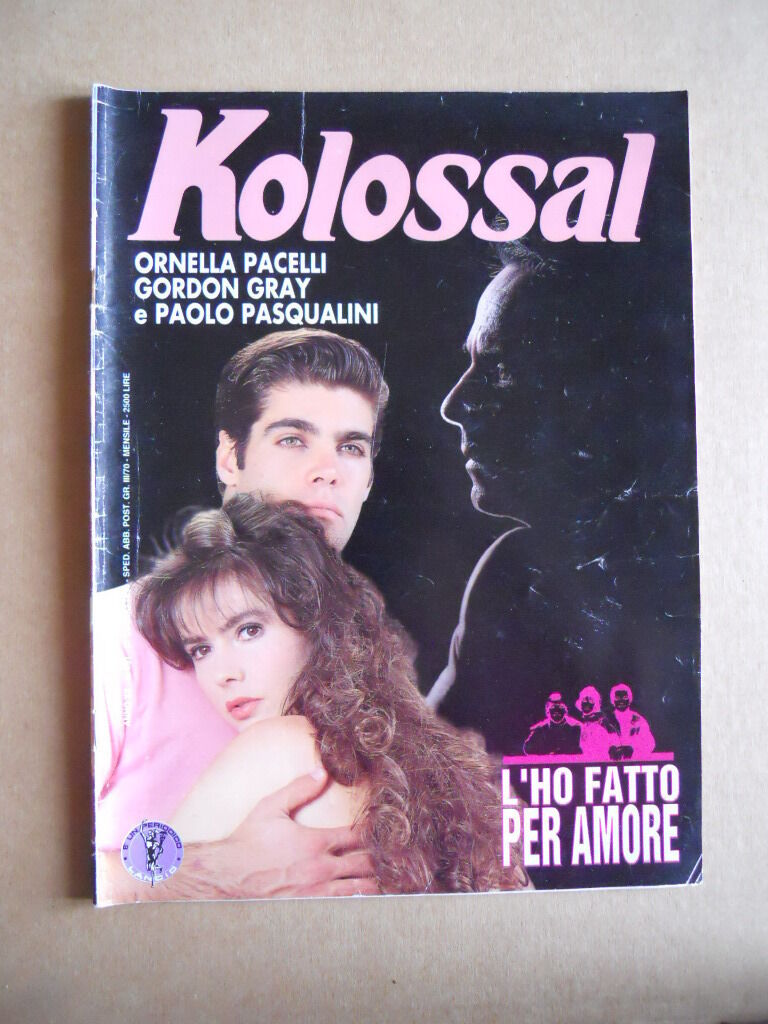 Kolossal
ORNELLA PACELLI
GORDON GRAY
e PAOLO PASQUALINI
SPED. ABB. POST. GR. III/70 - MENSILE - 2500 LIRE
L'HO FATTO
PER AMORE
È UN PERIODICO
LANCIO